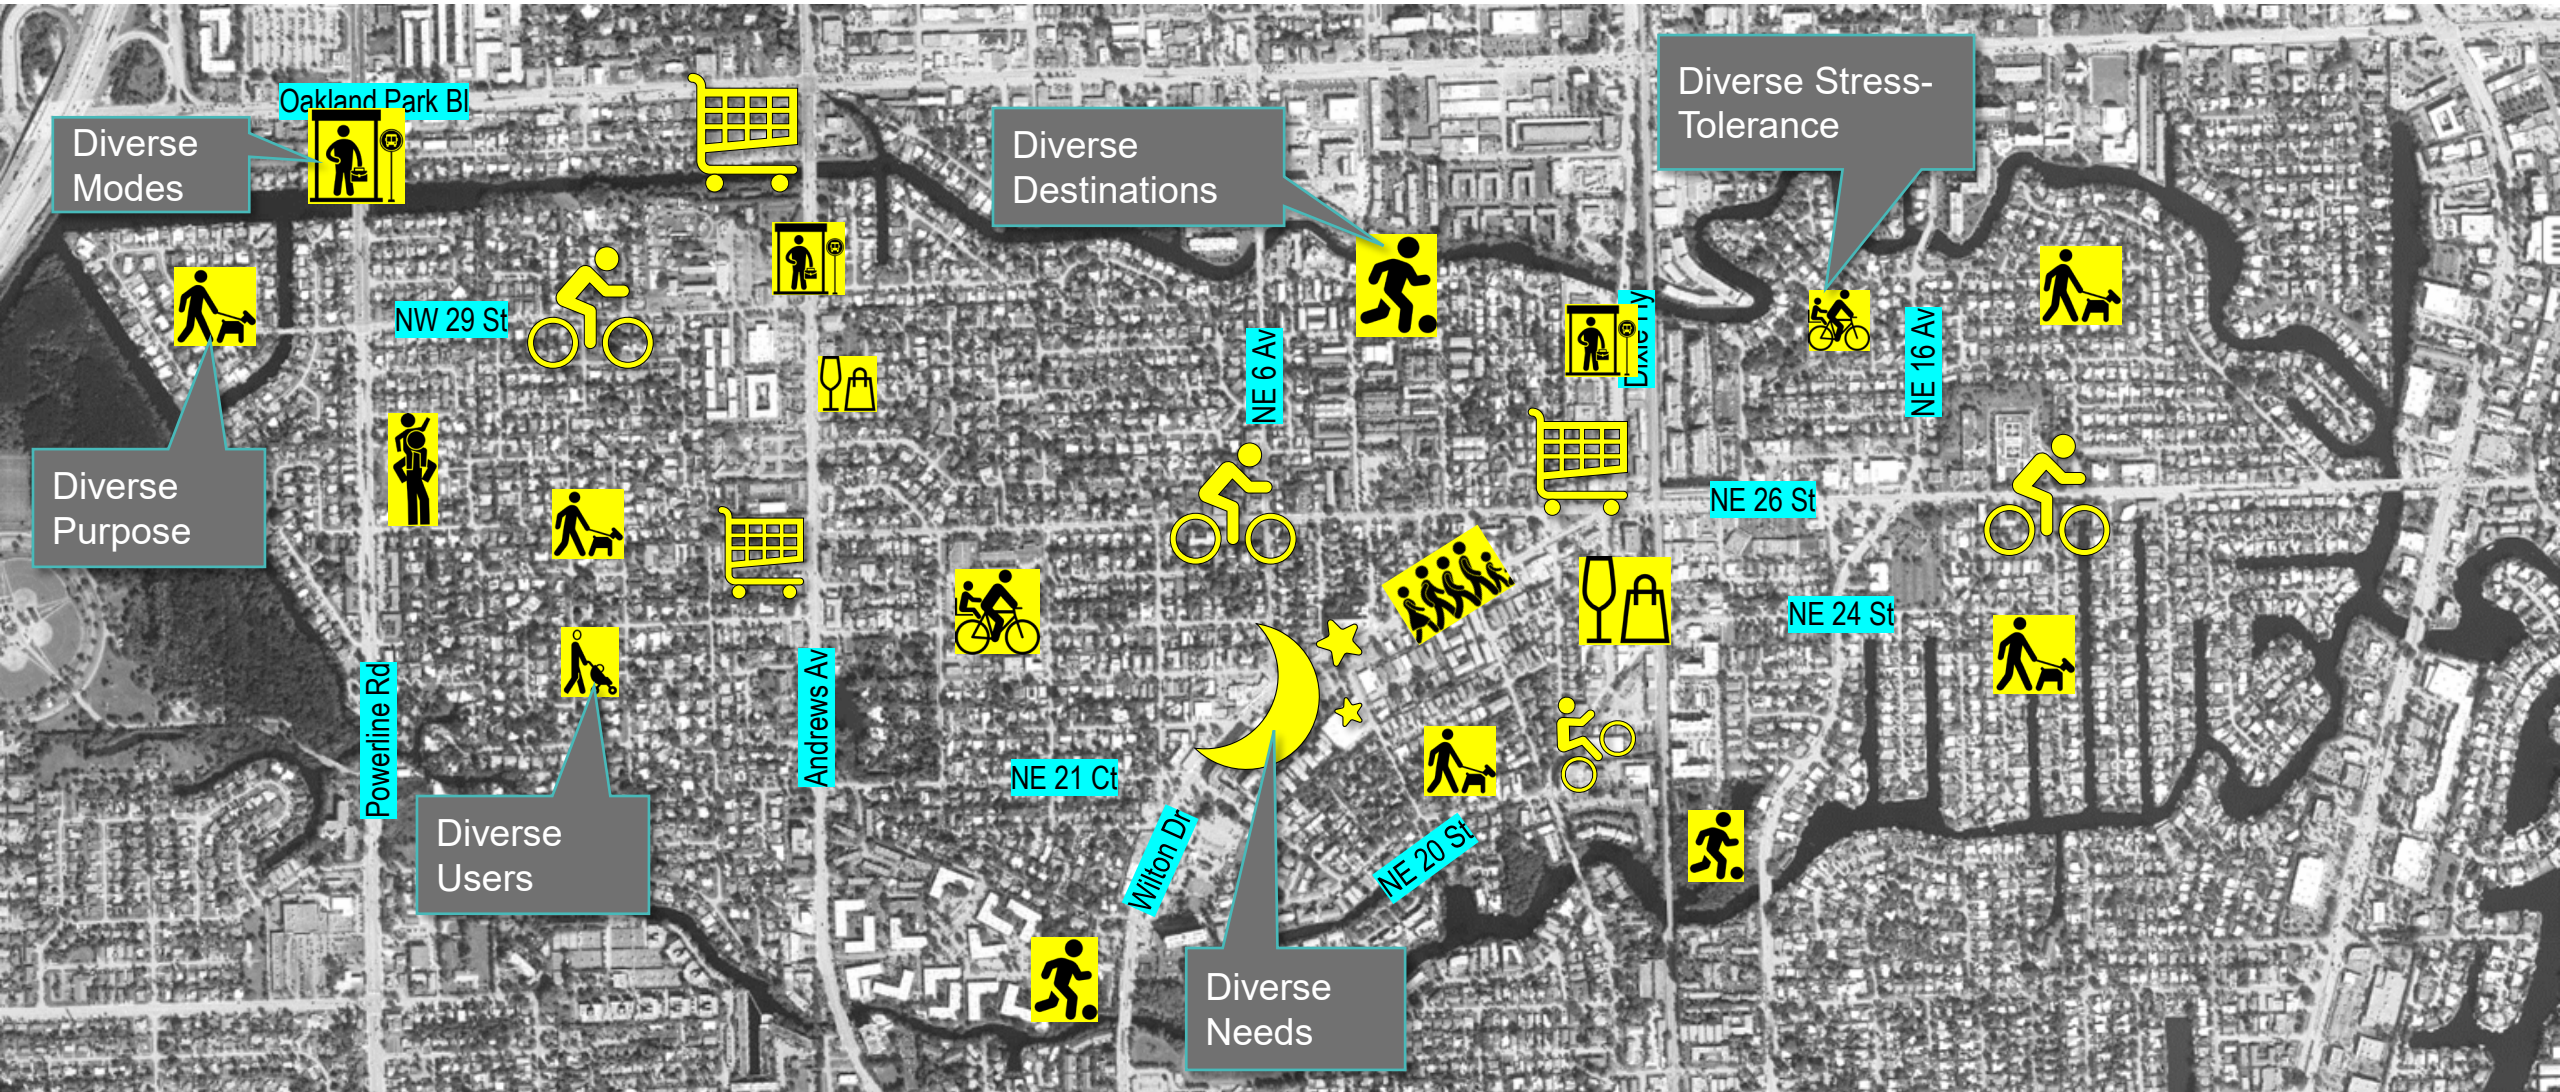 Oakland Park Bl
Diverse
Modes
Diverse
Destinations
Diverse Stress-
Tolerance
NW 29 St
NE 6 Av
Dixie Hy
NE 16 Av
Diverse
Purpose
NE 26 St
NE 24 St
Powerline Rd
Andrews Av
NE 21 Ct
Wilton Dr
NE 20 St
Diverse
Users
Diverse
Needs